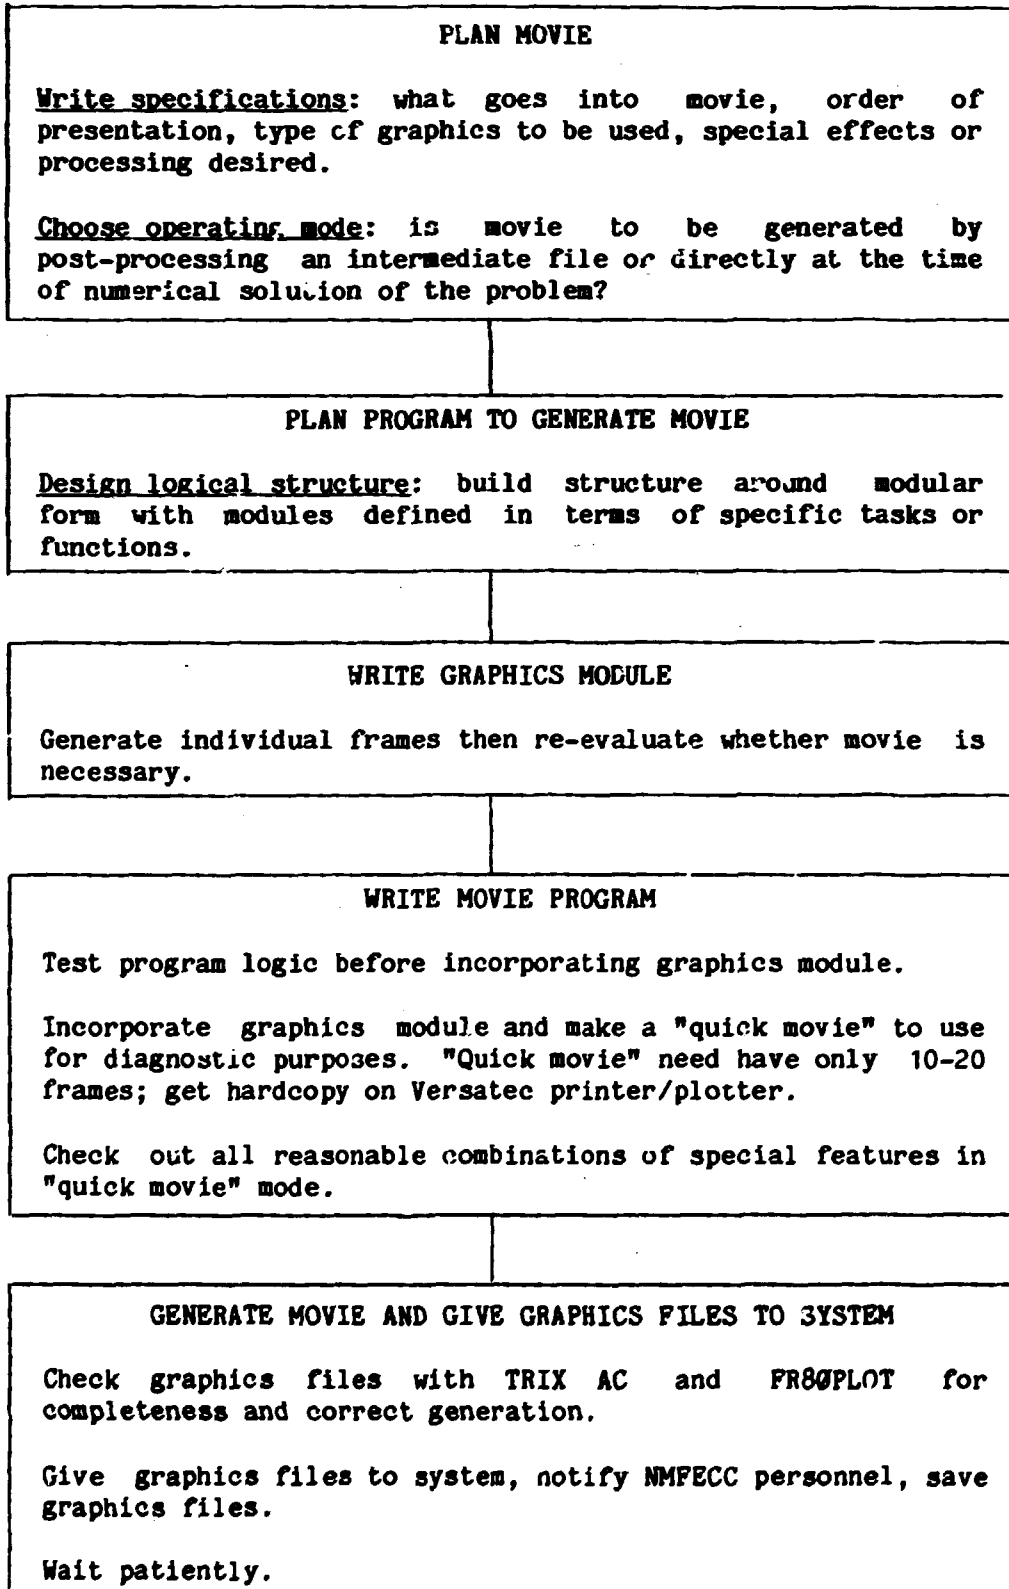 PLAN MOVIE
Write specifications: what goes into movie, order of
presentation, type of graphics to be used, special effects or
processing desired.
Choose operating mode: is movie to be generated by
post-processing an intermediate file or directly at the time
of numerical solution of the problem?
PLAN PROGRAM TO GENERATE MOVIE
Design logical structure: build structure around modular
form with modules defined in terms of specific tasks or
functions.
WRITE GRAPHICS MODULE
Generate individual frames then re-evaluate whether movie is
necessary.
WRITE MOVIE PROGRAM
Test program logic before incorporating graphics module.
Incorporate graphics module and make a "quick movie" to use
for diagnostic purposes. "Quick movie" need have only 10-20
frames; get hardcopy on Versatec printer/plotter.
Check out all reasonable combinations of special features in
"quick movie" mode.
GENERATE MOVIE AND GIVE GRAPHICS FILES TO SYSTEM
Check graphics files with TRIX AC and FR80PLOT for
completeness and correct generation.
Give graphics files to system, notify NMFECC personnel, save
graphics files.
Wait patiently.